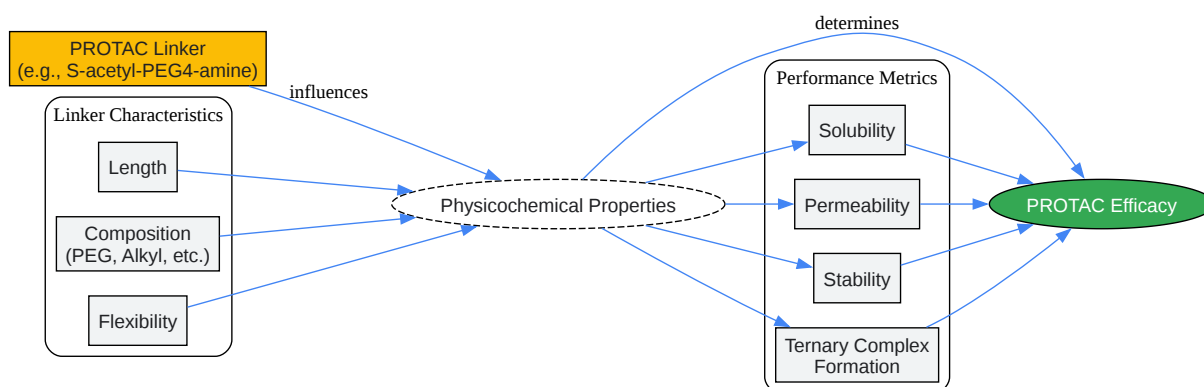 determines
PROTAC Linker
(e.g., S-acetyl-PEG4-amine)
influences
Linker Characteristics
Length
Composition
(PEG, Alkyl, etc.)
Flexibility
Physicochemical Properties
Performance Metrics
Solubility
Permeability
Stability
Ternary Complex
Formation
PROTAC Efficacy